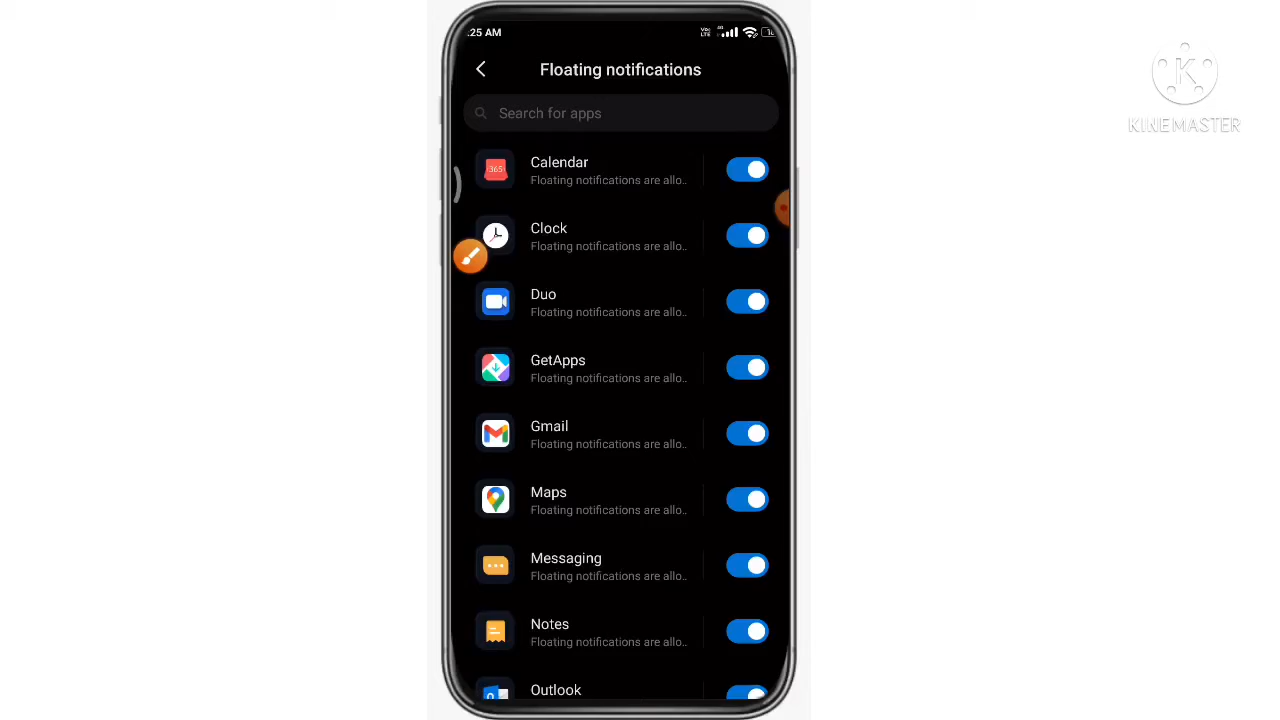 .25 AM
Floating notifications
Search for apps
Calendar
Floating notifications are allo..
Clock
Floating notifications are allo..
Duo
Floating notifications are allo..
GetApps
Floating notifications are allo..
Gmail
Floating notifications are allo..
Maps
Floating notifications are allo..
Messaging
Floating notifications are allo..
Notes
Floating notifications are allo..
Outlook
K
KINEMASTER
365
Vo)
LTE